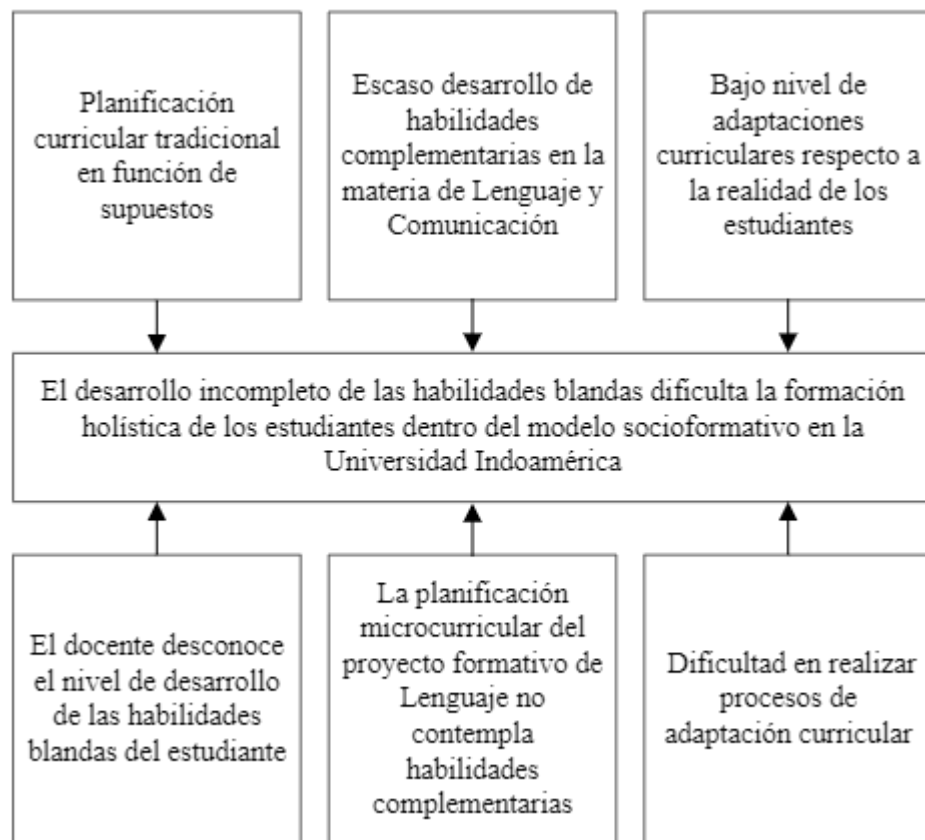 Planificación
curricular tradicional
en función de
supuestos
Escaso desarrollo de
habilidades
complementarias en la
materia de Lenguaje y
Comunicación
Bajo nivel de
adaptaciones
curriculares respecto a
la realidad de los
estudiantes
El desarrollo incompleto de las habilidades blandas dificulta la formación
holística de los estudiantes dentro del modelo socioformativo en la
Universidad Indoamérica
El docente desconoce
el nivel de desarrollo
de las habilidades
blandas del estudiante
La planificación
microcurricular del
proyecto formativo de
Lenguaje no
contempla
habilidades
complementarias
Dificultad en realizar
procesos de
adaptación curricular